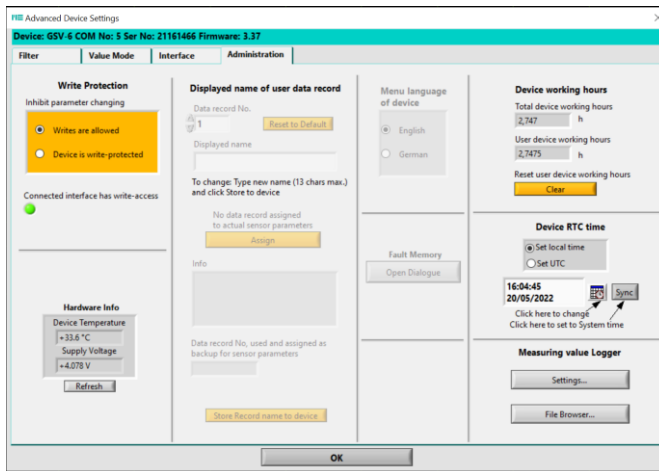 ME Advanced Device Settings
Device: GSV-6 COM No: 5 Ser No: 21161466 Firmware: 3.37
Filter
Value Mode
Interface
Administration
Write Protection
Inhibit parameter changing
Writes are allowed
Device is write-protected
Connected interface has write-access
Hardware Info
Device Temperature
+33.6 °C
Supply Voltage
+4.078 V
Refresh
Displayed name of user data record
Data record No.
1
Reset to Default
Displayed name
To change: Type new name (13 chars max.)
and click Store to device
No data record assigned
to actual sensor parameters
Assign
Info
Data record No, used and assigned as
backup for sensor parameters
Store Record name to device
Menu language
of device
English
German
Fault Memory
Open Dialogue
Device working hours
Total device working hours
2,747 h
User device working hours
2,7475 h
Reset user device working hours
Clear
Device RTC time
Set local time
Set UTC
16:04:45
20/05/2022
Sync
Click here to change
Click here to set to System time
Measuring value Logger
Settings...
File Browser...
OK